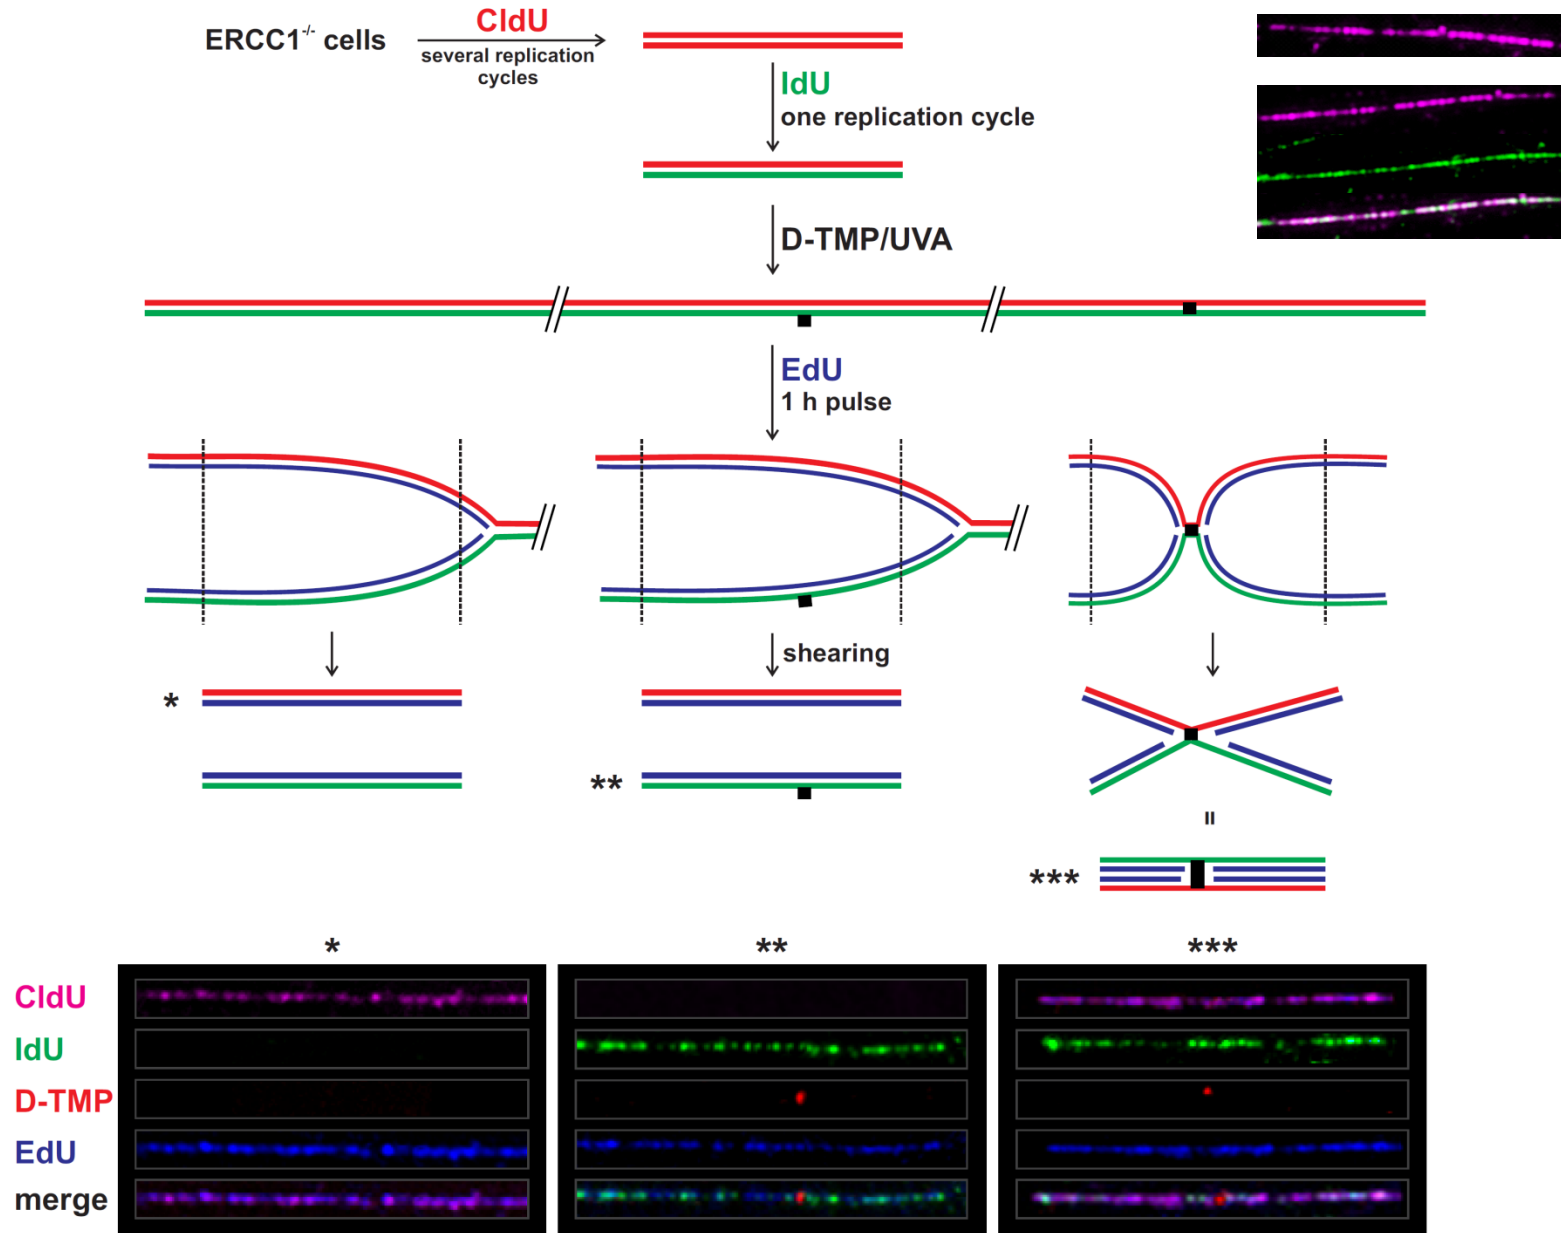 ERCC1-/- cells
CldU
several replication
cycles
IdU
one replication cycle
D-TMP/UVA
EdU
1 h pulse
shearing
*
**
=
***
*
**
***
CldU
IdU
D-TMP
EdU
merge